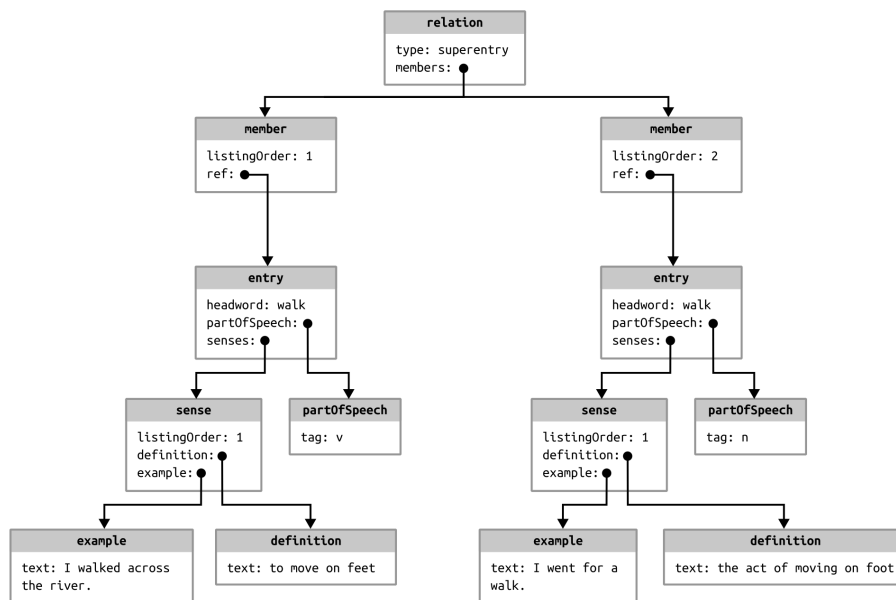 relation
type: superentry
members:
member
listingOrder: 1
ref:
member
listingOrder: 2
ref:
entry
headword: walk
partOfSpeech:
senses:
entry
headword: walk
partOfSpeech:
senses:
sense
listingOrder: 1
definition:
example:
partOfSpeech
tag: v
sense
listingOrder: 1
definition:
example:
partOfSpeech
tag: n
example
text: I walked across
the river.
definition
text: to move on feet
example
text: I went for a
walk.
definition
text: the act of moving on foot